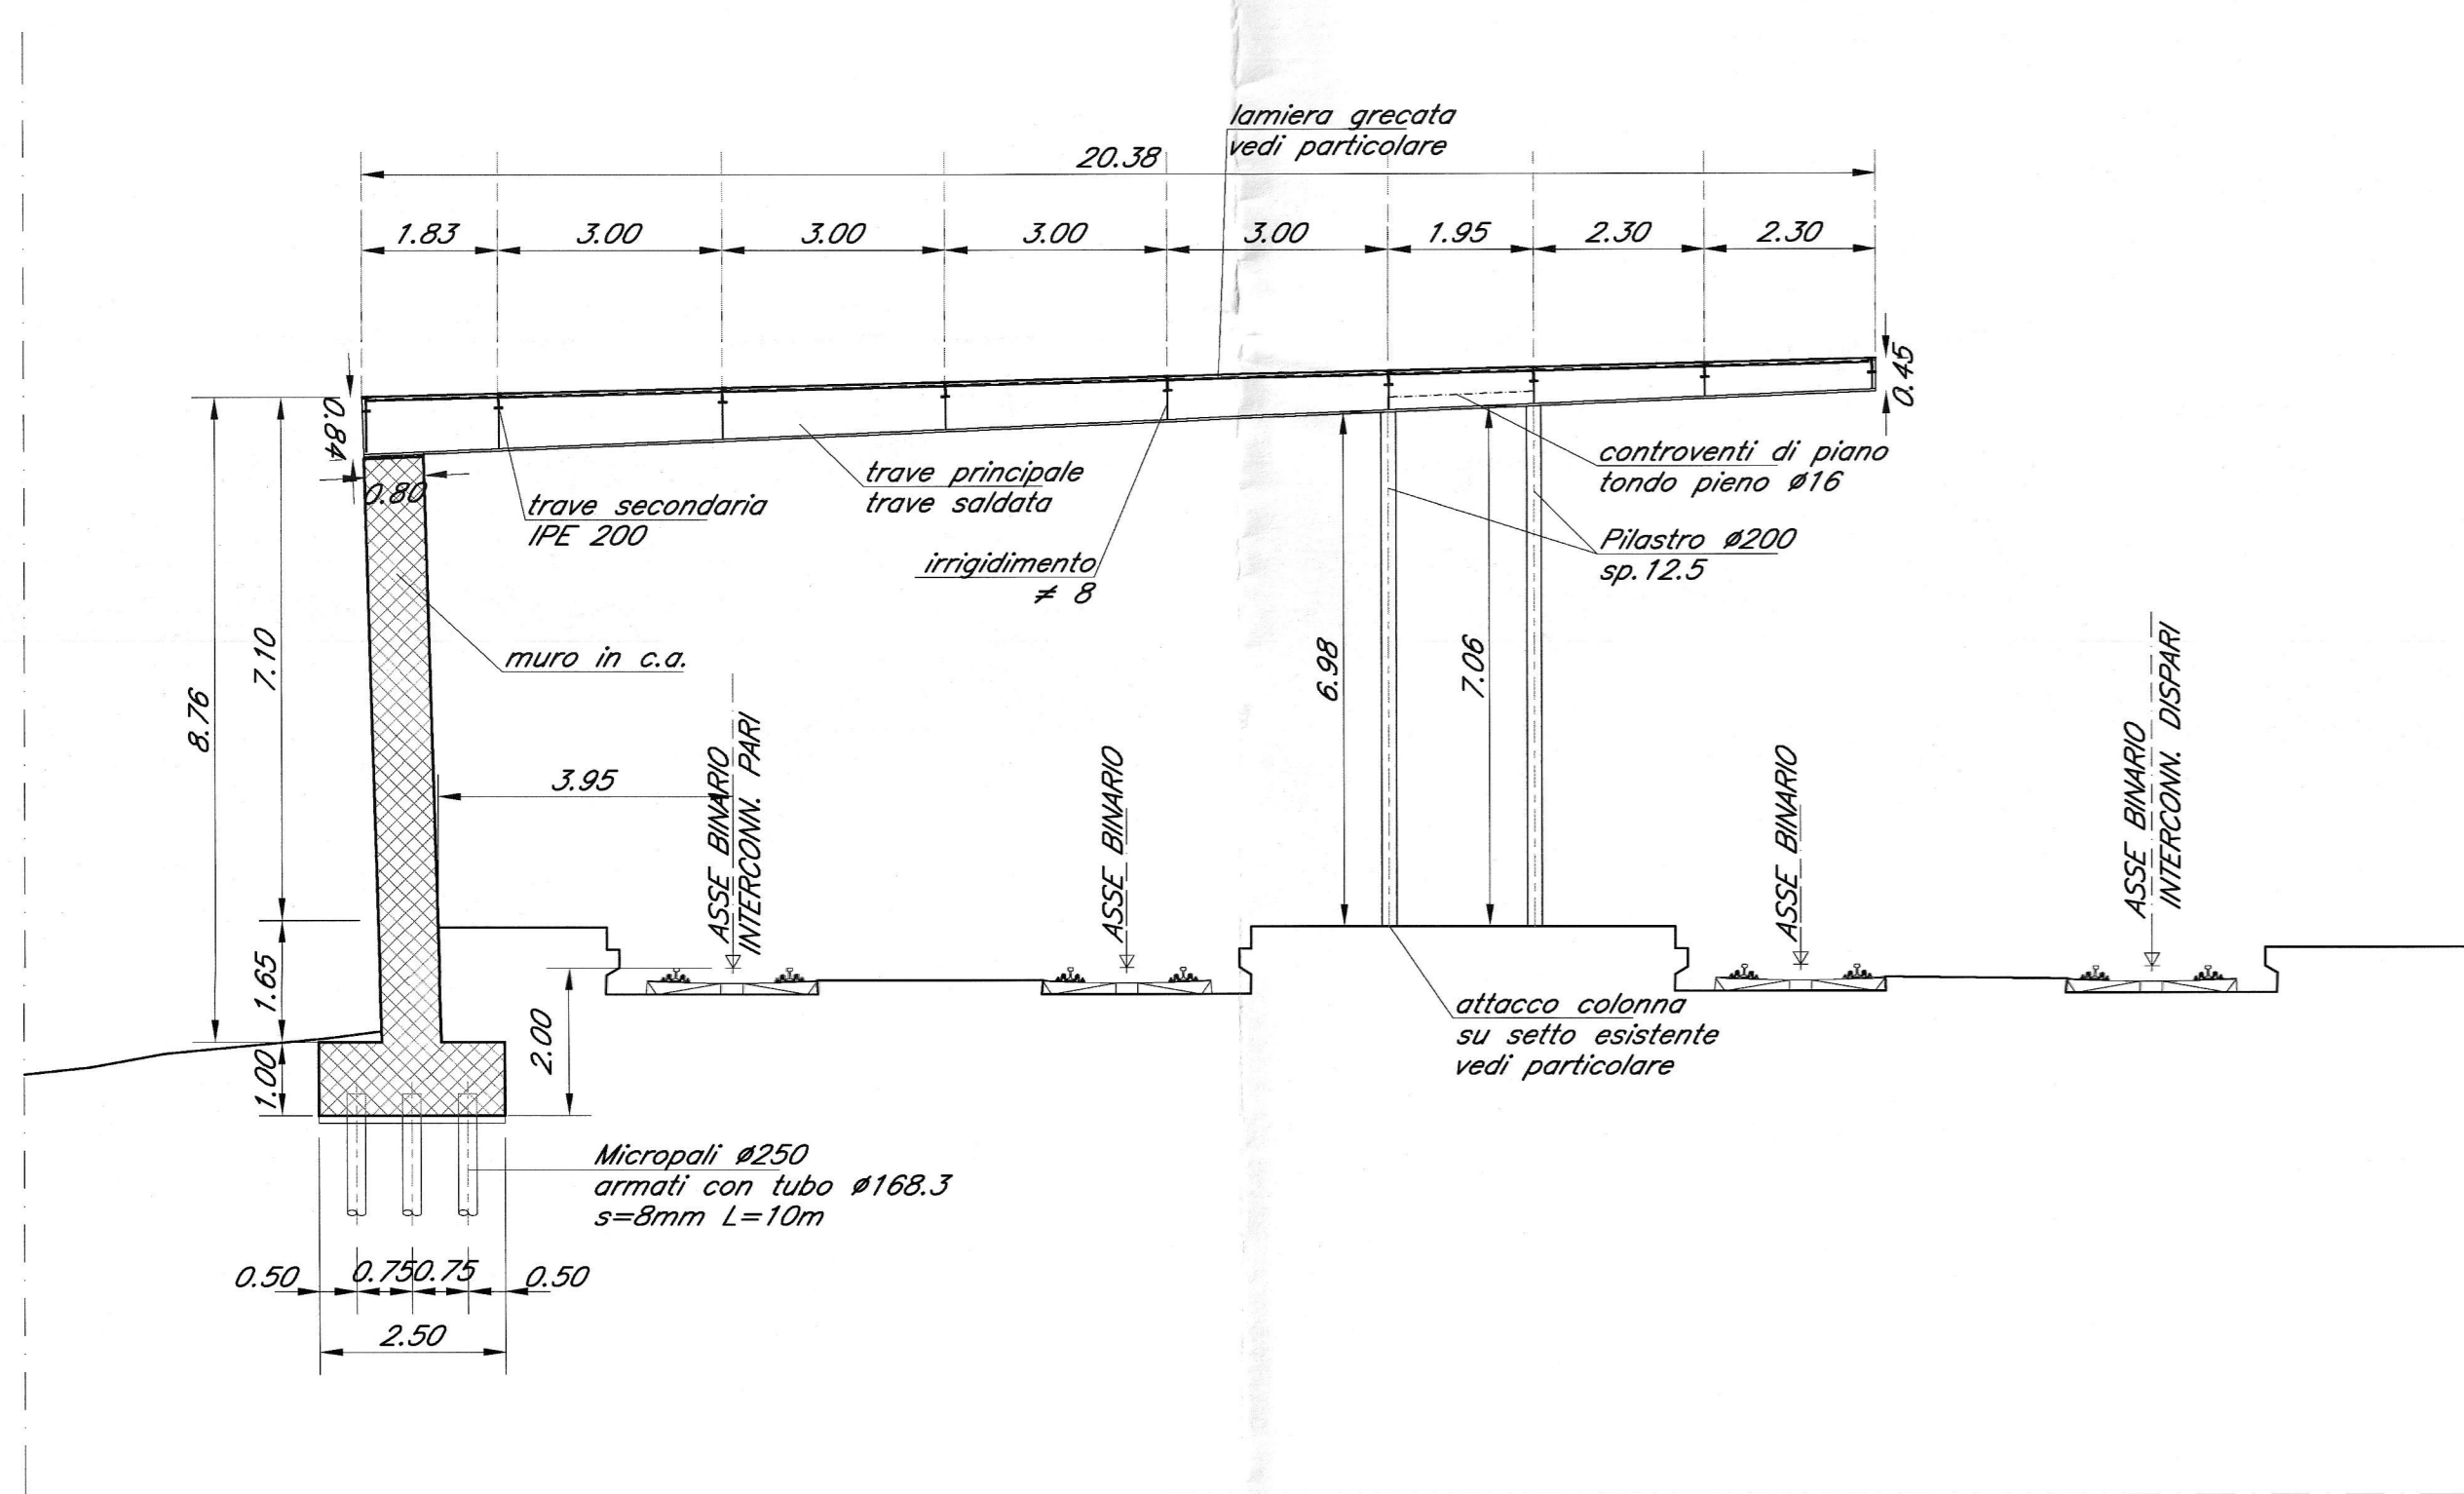 lamiera grecata
vedi particolare
20.38
1.83
3.00
3.00
3.00
3.00
1.95
2.30
2.30
0.45
0.84
0.80
trave secondaria
IPE 200
trave principale
trave saldata
irrigidimento
≠ 8
controventi di piano
tondo pieno ø16
Pilastro ø200
sp.12.5
muro in c.a.
8.76
7.10
1.65
1.00
3.95
ASSE BINARIO
INTERCONN. PARI
ASSE BINARIO
6.98
7.06
ASSE BINARIO
ASSE BINARIO
INTERCONN. DISPARI
2.00
attacco colonna
su setto esistente
vedi particolare
Micropali ø250
armati con tubo ø168.3
s=8mm L=10m
0.50
0.75
0.75
0.50
2.50